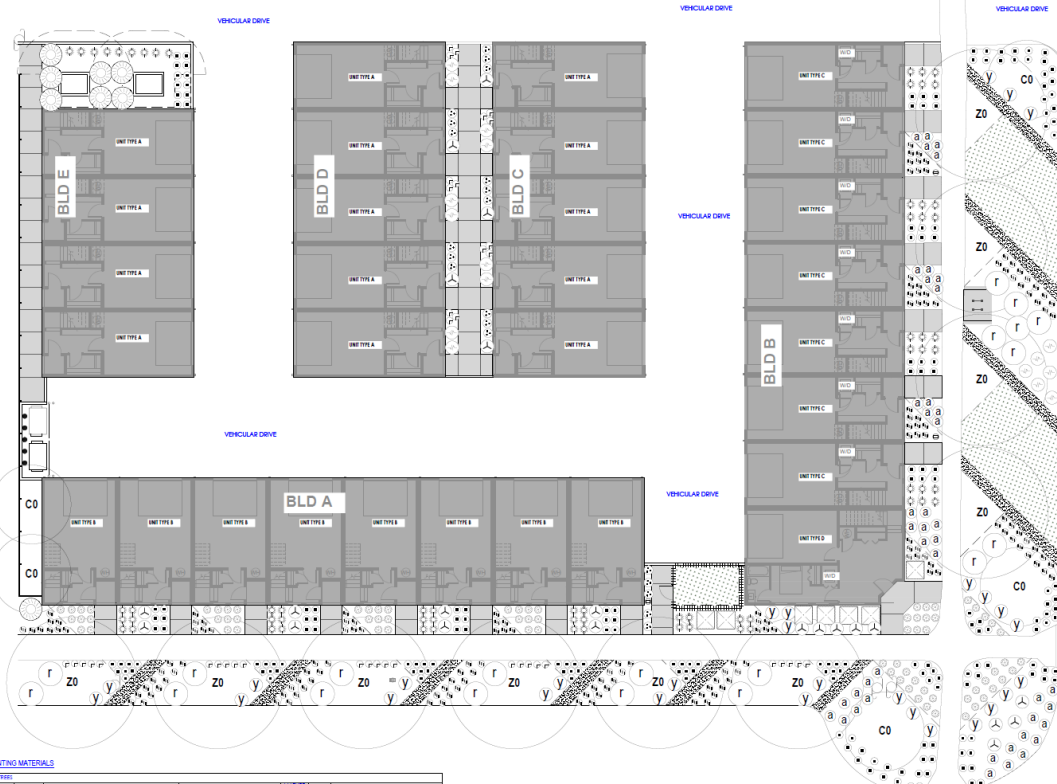 VEHICULAR DRIVE
VEHICULAR DRIVE
VEHICULAR DRIVE
UNIT TYPE A
UNIT TYPE A
UNIT TYPE C
W/D
C0
y
y
y
Z0
UNIT TYPE A
UNIT TYPE A
UNIT TYPE A
UNIT TYPE C
W/D
a a
a
a
a
BLD E
BLD D
BLD C
UNIT TYPE A
UNIT TYPE A
UNIT TYPE A
UNIT TYPE C
W/D
VEHICULAR DRIVE
Z0
UNIT TYPE A
UNIT TYPE A
UNIT TYPE A
UNIT TYPE C
W/D
a a
a
a
a
r
r
r
r
r
r
UNIT TYPE A
UNIT TYPE A
UNIT TYPE A
UNIT TYPE C
W/D
BLD B
Z0
UNIT TYPE C
W/D
a a
a
a
a
VEHICULAR DRIVE
UNIT TYPE C
W/D
VEHICULAR DRIVE
BLD A
C0
UNIT TYPE B
UNIT TYPE B
UNIT TYPE B
UNIT TYPE B
UNIT TYPE B
UNIT TYPE B
UNIT TYPE B
UNIT TYPE B
UNIT TYPE D
W/D
Z0
r
r
C0
y
y
y
y
C0
y y
y
r r Z0 y y
r r Z0 y y
r r Z0 y y
r r Z0 y y
r r Z0 y y
r r Z0 y y
C0
NTING MATERIALS
TREES